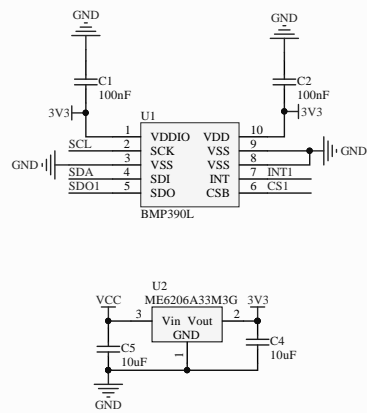 GND
GND
C1
100nF
3V3
C2
100nF
3V3
U1
1 VDDIO VDD 10
SCL 2 SCK VSS 9
GND 3 VSS VSS 8 GND
SDA 4 SDI INT 7 INT1
SDO1 5 SDO CSB 6 CS1
BMP390L
U2
VCC ME6206A33M3G 3V3
3 Vin Vout 2
GND
1
C5
10uF
C4
10uF
GND